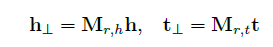 h⊥ = M_{r,h}h, t⊥ = M_{r,t}t